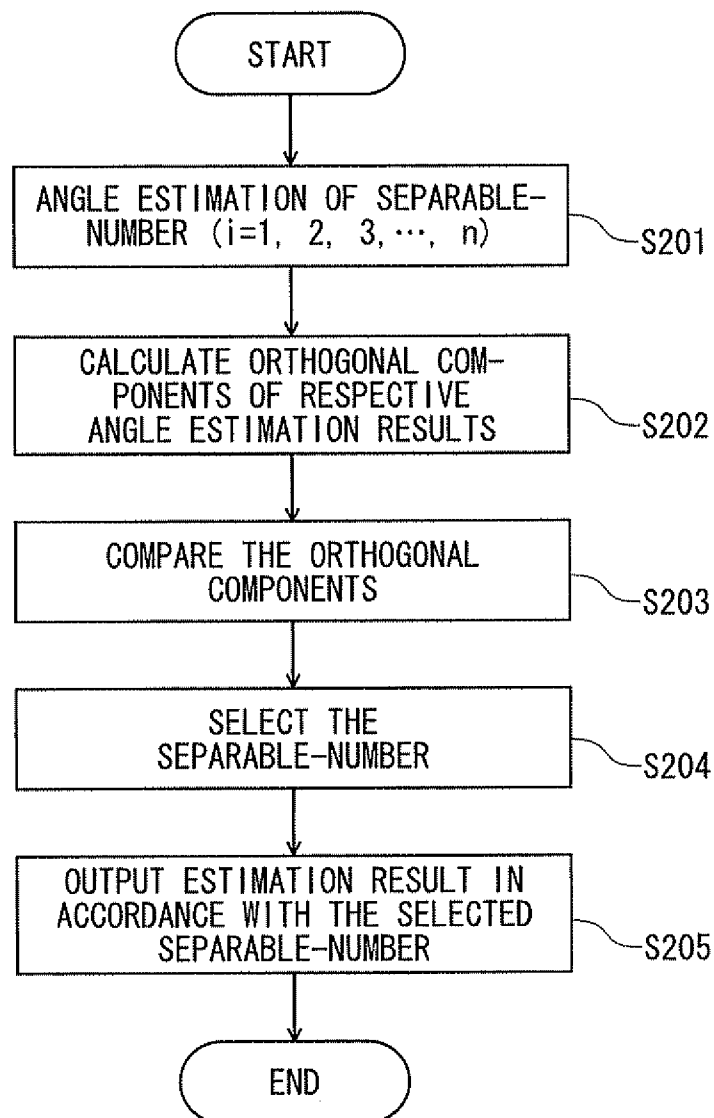 START
ANGLE ESTIMATION OF SEPARABLE-
NUMBER (i=1, 2, 3, ⋯, n)
S201
CALCULATE ORTHOGONAL COM-
PONENTS OF RESPECTIVE
ANGLE ESTIMATION RESULTS
S202
COMPARE THE ORTHOGONAL
COMPONENTS
S203
SELECT THE
SEPARABLE-NUMBER
S204
OUTPUT ESTIMATION RESULT IN
ACCORDANCE WITH THE SELECTED
SEPARABLE-NUMBER
S205
END